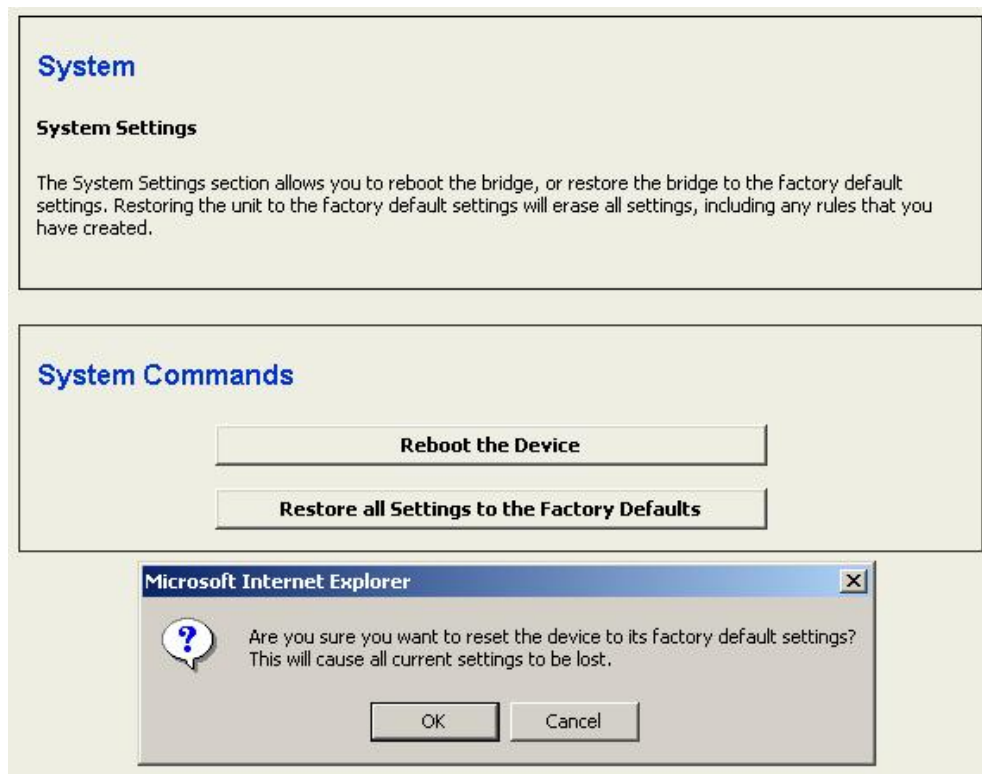 System
System Settings
The System Settings section allows you to reboot the bridge, or restore the bridge to the factory default
settings. Restoring the unit to the factory default settings will erase all settings, including any rules that you
have created.
System Commands
Reboot the Device
Restore all Settings to the Factory Defaults
Microsoft Internet Explorer
Are you sure you want to reset the device to its factory default settings?
This will cause all current settings to be lost.
OK
Cancel